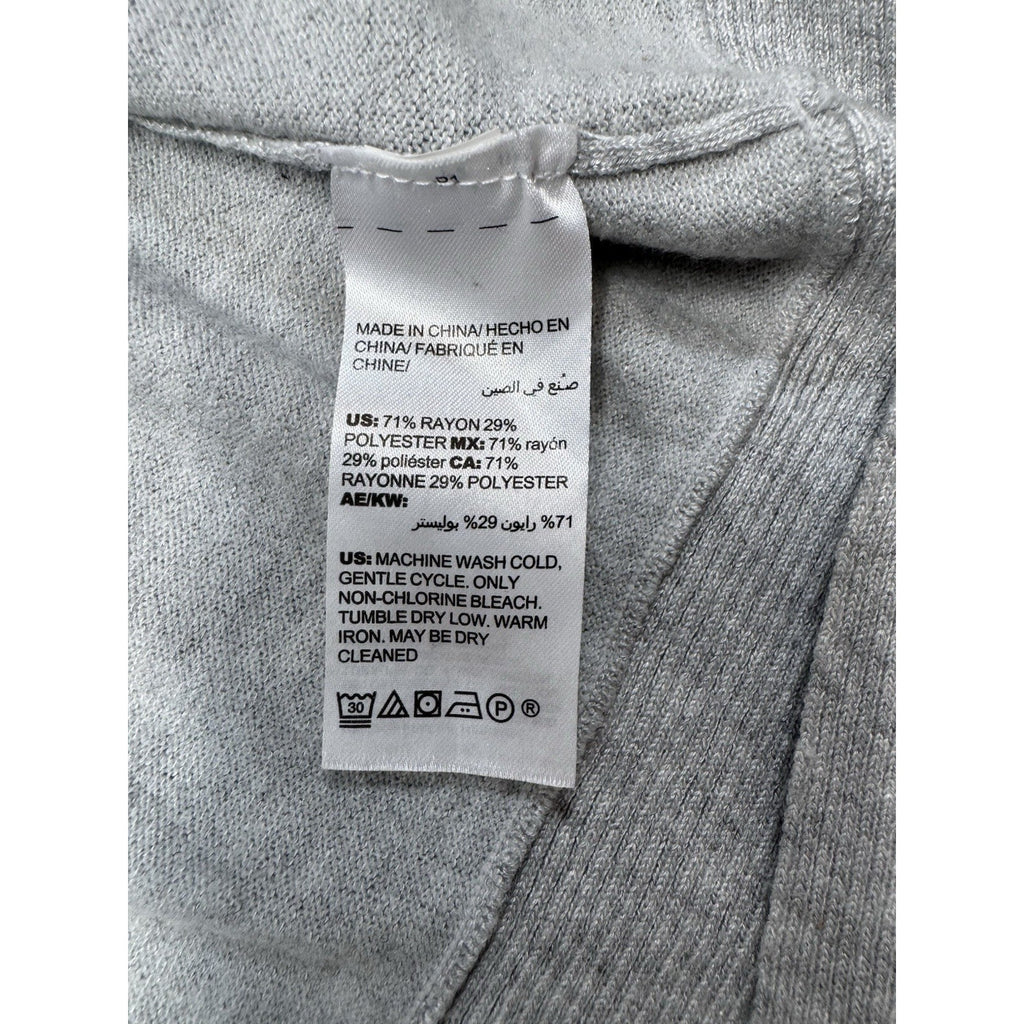 MADE IN CHINA/ HECHO EN
CHINA/ FABRIQUÉ EN
CHINE/
صُنع في الصين
US: 71% RAYON 29%
POLYESTER MX: 71% rayón
29% poliéster CA: 71%
RAYONNE 29% POLYESTER
AE/KW:
71% رايون 29% بوليستر
US: MACHINE WASH COLD,
GENTLE CYCLE. ONLY
NON-CHLORINE BLEACH.
TUMBLE DRY LOW. WARM
IRON. MAY BE DRY
CLEANED
30 P ®